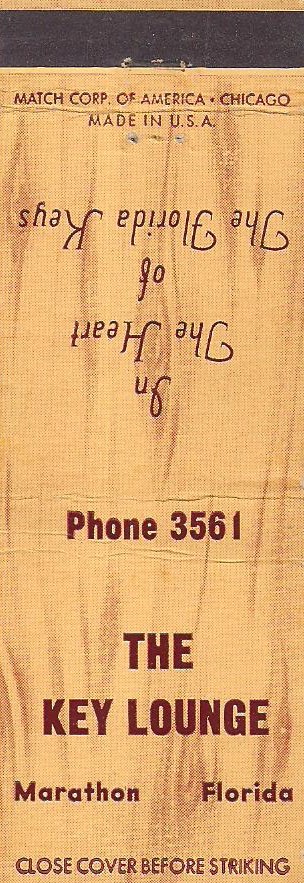 MATCH CORP. OF AMERICA • CHICAGO
MADE IN U.S.A.
In
The Heart
of
The Florida Keys
Phone 3561
THE
KEY LOUNGE
Marathon Florida
CLOSE COVER BEFORE STRIKING